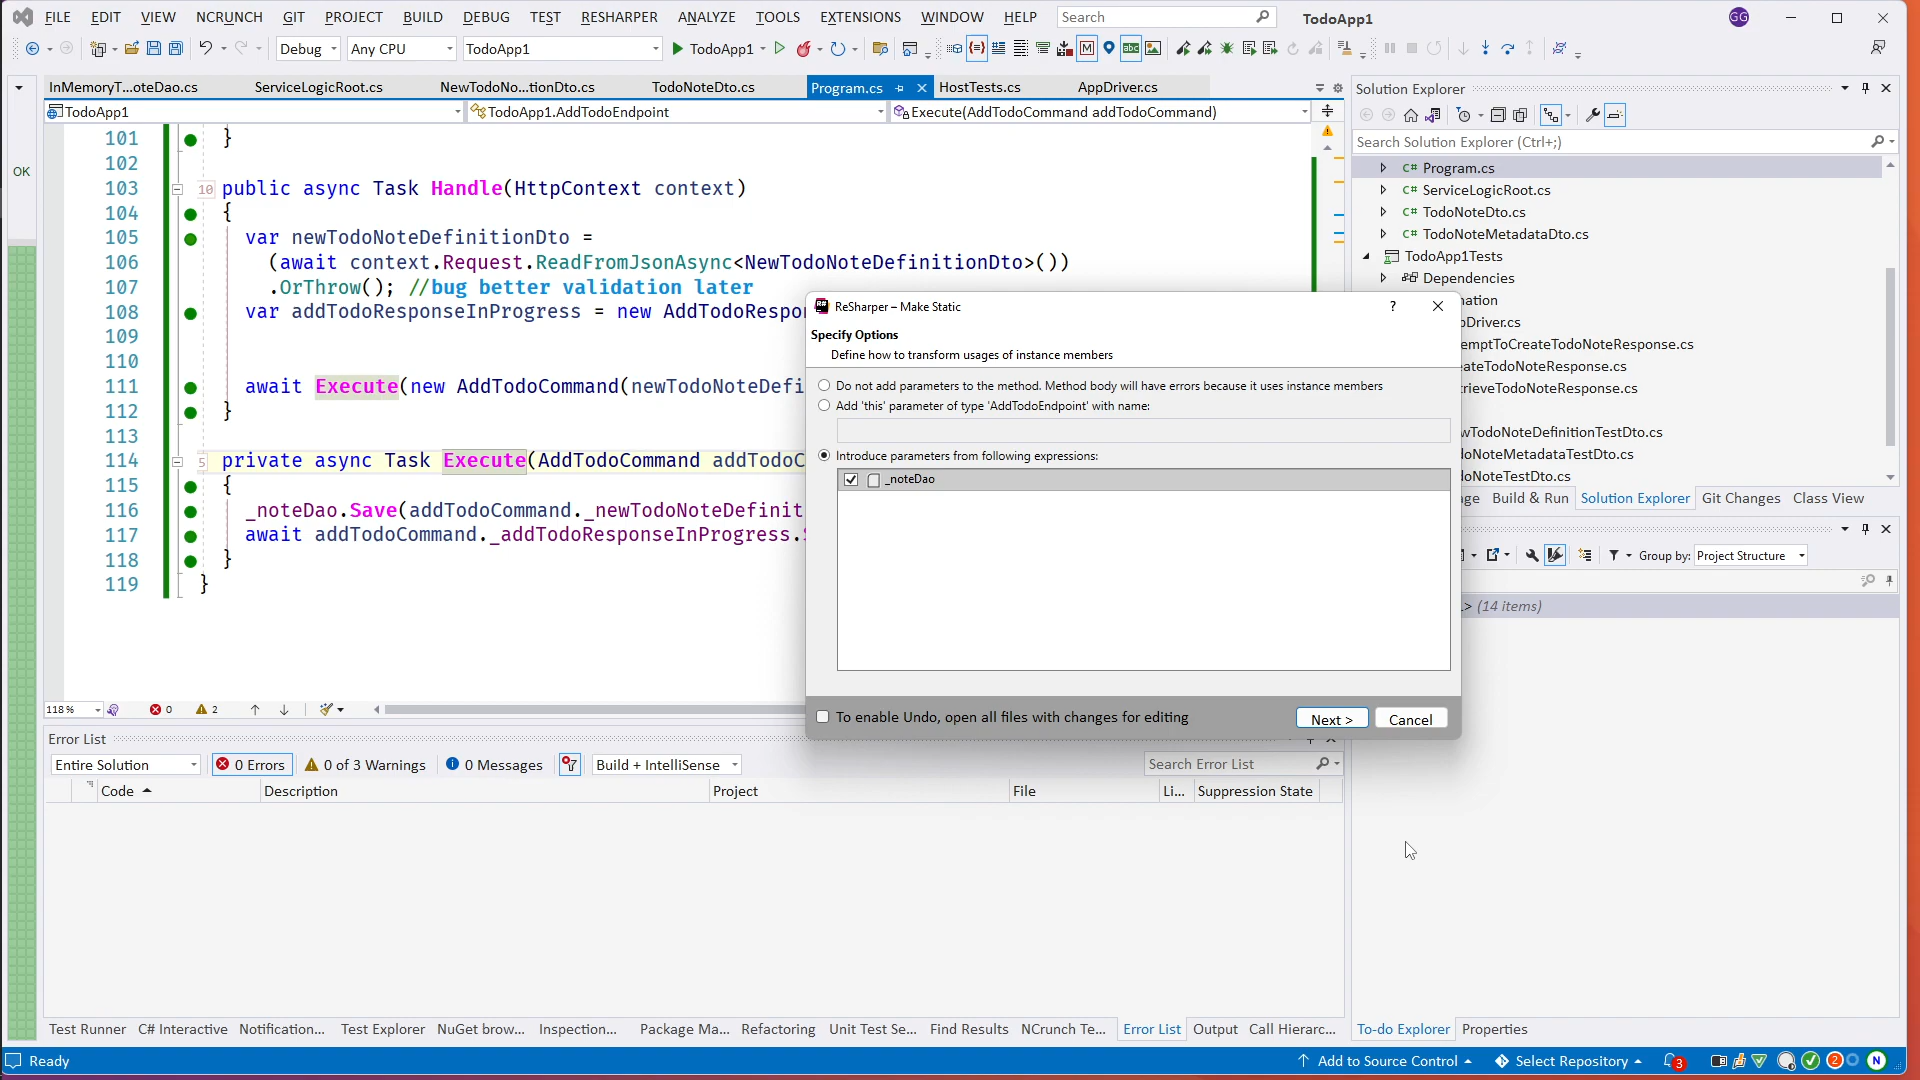 FILE EDIT VIEW NCRUNCH GIT PROJECT BUILD DEBUG TEST RESHARPER ANALYZE TOOLS EXTENSIONS WINDOW HELP Search TodoApp1 GG
Debug Any CPU TodoApp1 TodoApp1
InMemoryT...oteDao.cs ServiceLogicRoot.cs NewTodoNo...tionDto.cs TodoNoteDto.cs Program.cs HostTests.cs AppDriver.cs
TodoApp1 TodoApp1.AddTodoEndpoint Execute(AddTodoCommand addTodoCommand)
OK
101 }
102
103 10 public async Task Handle(HttpContext context)
104 {
105 var newTodoNoteDefinitionDto =
106 (await context.Request.ReadFromJsonAsync<NewTodoNoteDefinitionDto>())
107 .OrThrow(); //bug better validation later
108 var addTodoResponseInProgress = new AddTodoRespon
109
110
111 await Execute(new AddTodoCommand(newTodoNoteDefi
112 }
113
114 5 private async Task Execute(AddTodoCommand addTodoC
115 {
116 _noteDao.Save(addTodoCommand._newTodoNoteDefinit
117 await addTodoCommand._addTodoResponseInProgress.
118 }
119 }
118 % 0 2
ReSharper – Make Static ?
Specify Options
Define how to transform usages of instance members
Do not add parameters to the method. Method body will have errors because it uses instance members
Add 'this' parameter of type 'AddTodoEndpoint' with name:
Introduce parameters from following expressions:
_noteDao
To enable Undo, open all files with changes for editing Next > Cancel
Solution Explorer
Search Solution Explorer (Ctrl+;)
C# Program.cs
C# ServiceLogicRoot.cs
C# TodoNoteDto.cs
C# TodoNoteMetadataDto.cs
TodoApp1Tests
Dependencies
nation
pDriver.cs
emptToCreateTodoNoteResponse.cs
eateTodoNoteResponse.cs
trieveTodoNoteResponse.cs
wTodoNoteDefinitionTestDto.cs
doNoteMetadataTestDto.cs
doNoteTestDto.cs
ge Build & Run Solution Explorer Git Changes Class View
Group by: Project Structure
> (14 items)
Error List
Entire Solution 0 Errors 0 of 3 Warnings 0 Messages Build + IntelliSense Search Error List
Code Description Project File Li... Suppression State
Test Runner C# Interactive Notification... Test Explorer NuGet brow... Inspection... Package Ma... Refactoring Unit Test Se... Find Results NCrunch Te... Error List Output Call Hierarc... To-do Explorer Properties
Ready Add to Source Control Select Repository 3 2 N